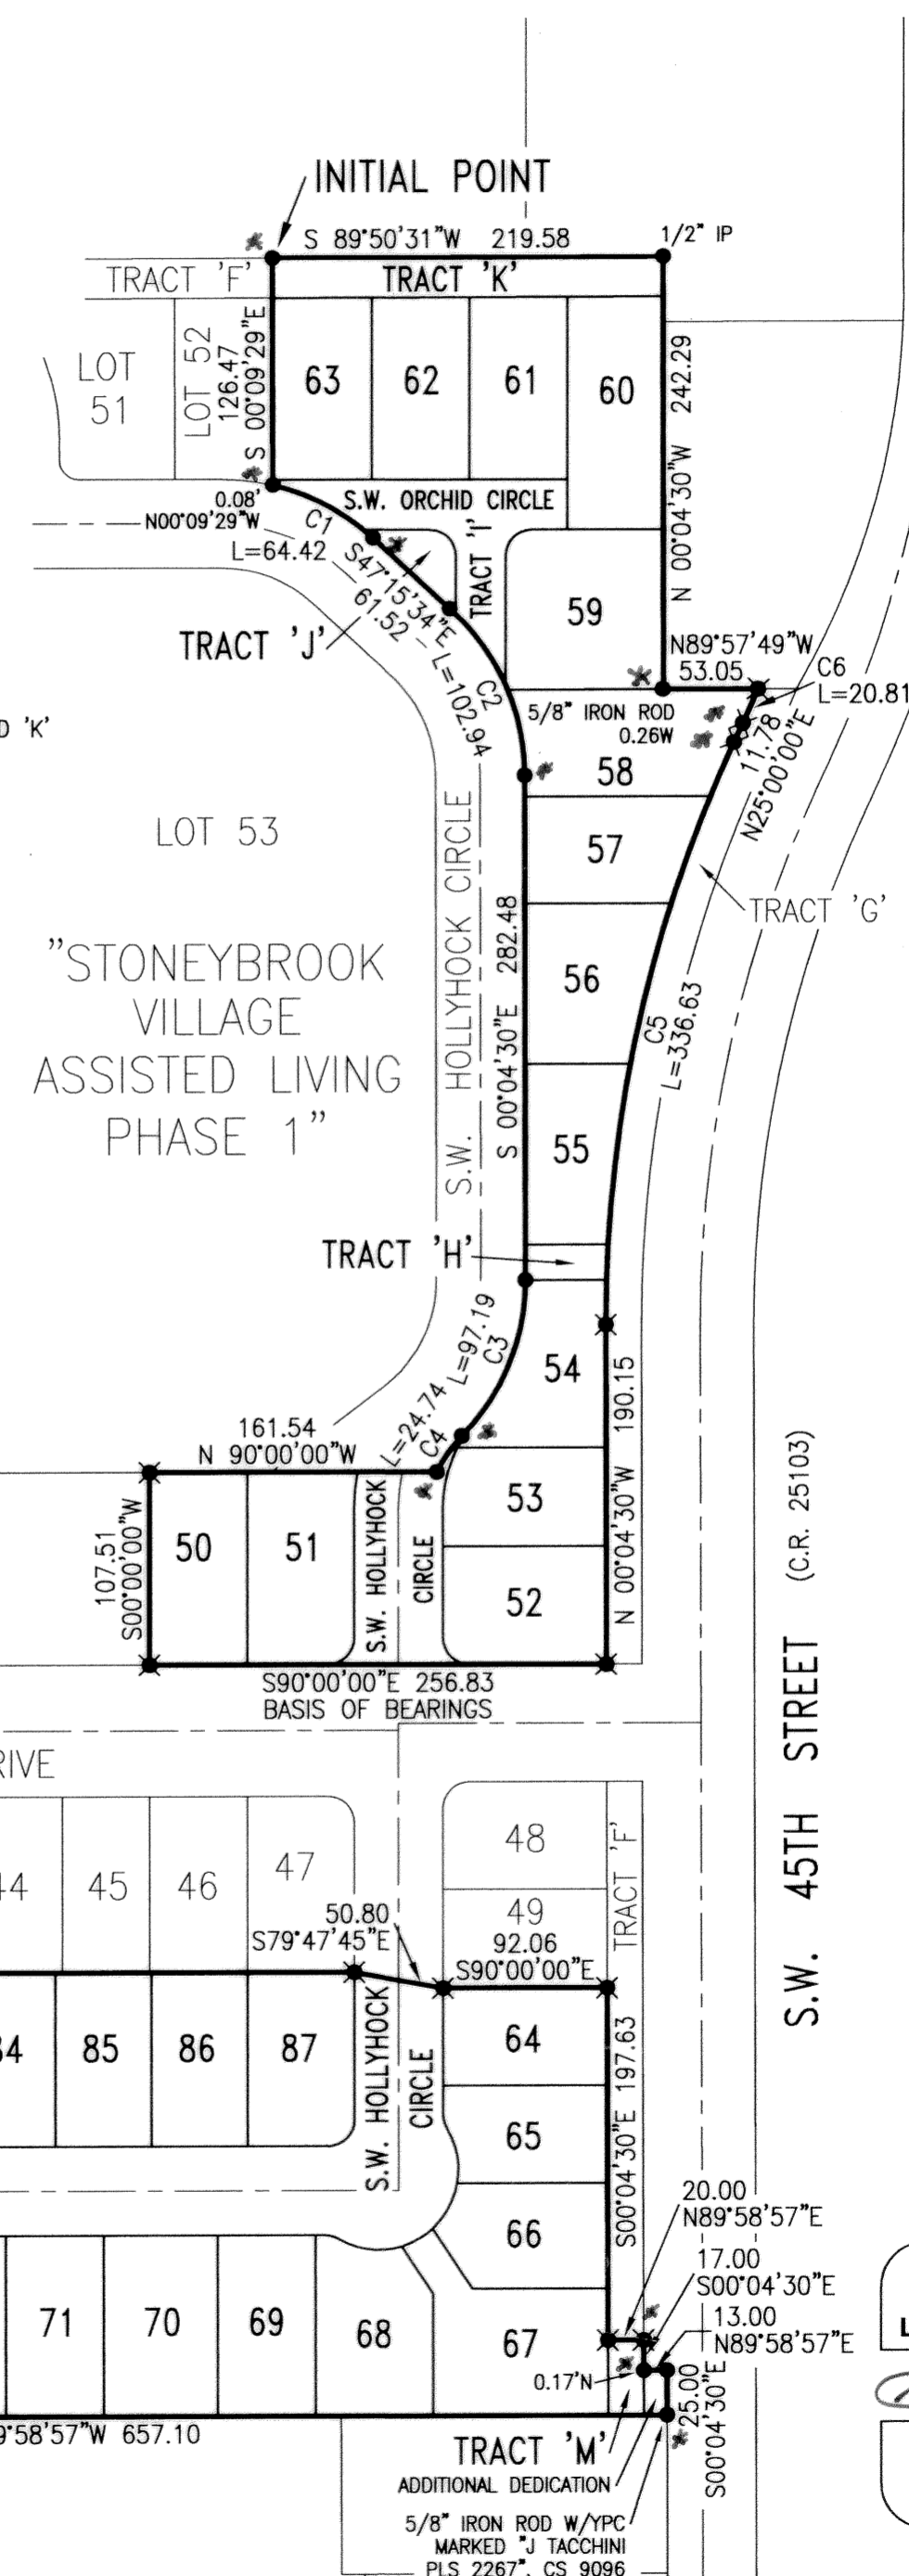 INITIAL POINT
S 89°50'31"W 219.58
1/2" IP
TRACT 'F'
TRACT 'K'
LOT
51
LOT 52
126.47
S 00°09'29"E
63
62
61
60
242.29
N 00°04'30"W
0.08'
N00°09'29"W
C1
L=64.42
S.W. ORCHID CIRCLE
S47°15'34"E
61.52
TRACT 'I'
59
TRACT 'J'
L=102.94
C2
N89°57'49"W
53.05
C6
L=20.81
5/8" IRON ROD
0.26W
11.78
N25°00'00"E
D 'K'
58
LOT 53
57
TRACT 'G'
"STONEYBROOK
VILLAGE
ASSISTED LIVING
PHASE 1"
S.W. HOLLYHOCK CIRCLE
S 00°04'30"E 282.48
56
C5
L=336.63
55
TRACT 'H'
L=97.19
C3
54
L=24.74
C4
161.54
N 90°00'00"W
N 00°04'30"W 190.15
107.51
S00°00'00"W
50
51
S.W. HOLLYHOCK
CIRCLE
53
52
S90°00'00"E 256.83
BASIS OF BEARINGS
S.W. 45TH STREET
(C.R. 25103)
RIVE
44
45
46
47
48
49
TRACT 'F'
50.80
S79°47'45"E
92.06
S90°00'00"E
84
85
86
87
S.W. HOLLYHOCK
CIRCLE
64
65
66
S00°04'30"E 197.63
20.00
N89°58'57"E
17.00
S00°04'30"E
13.00
N89°58'57"E
71
70
69
68
67
0.17'N
25.00
S00°04'30"E
9°58'57"W 657.10
TRACT 'M'
ADDITIONAL DEDICATION
5/8" IRON ROD W/YPC
MARKED "J TACCHINI
PLS 2267", CS 9096
L